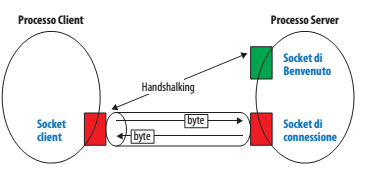 Processo Client
Processo Server
Socket di
Benvenuto
Handshalking
Socket
client
byte
byte
Socket di
connessione